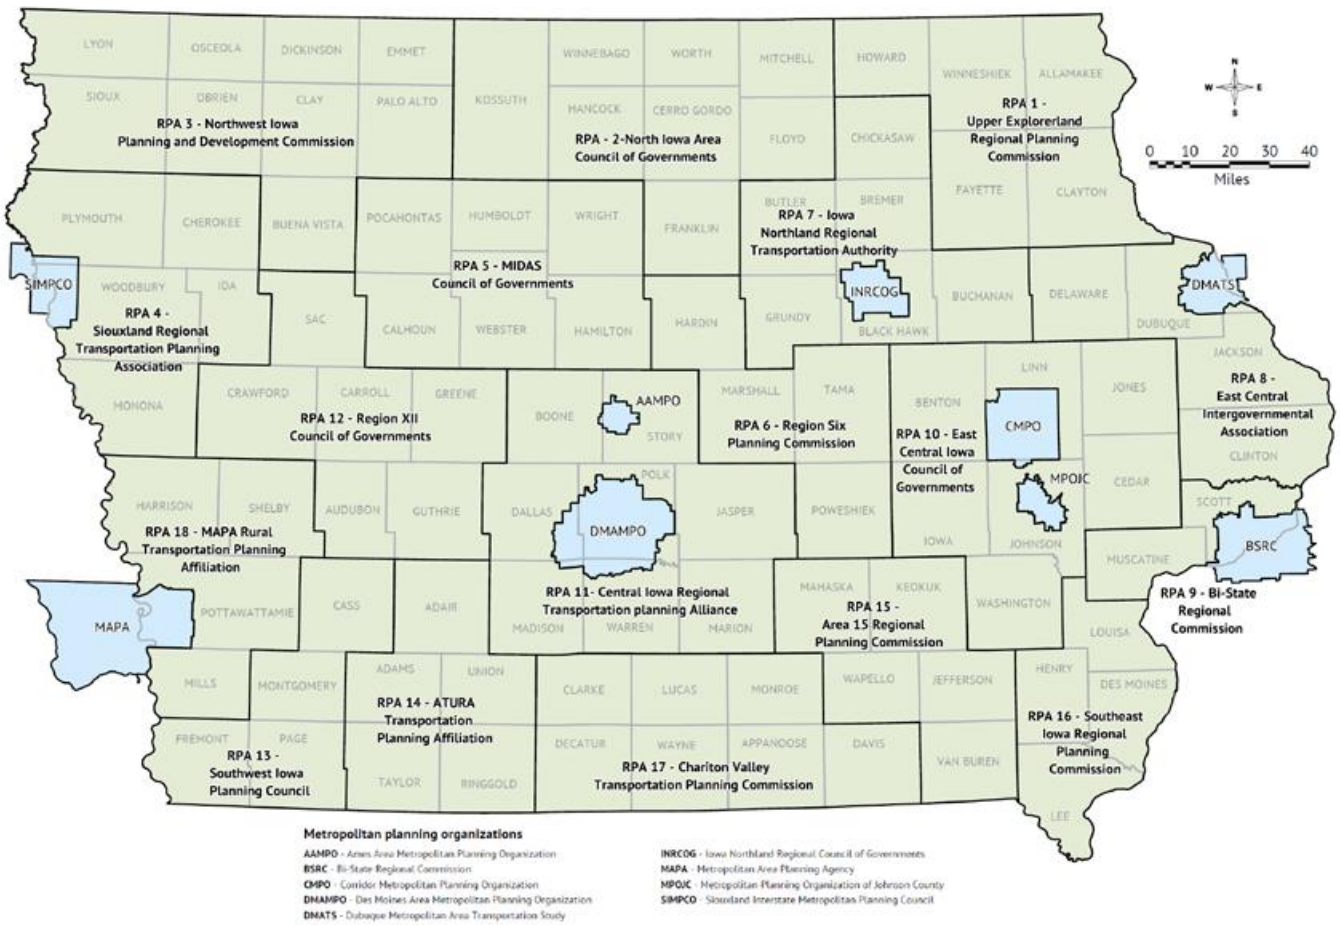 LYON
OSCEOLA
DICKINSON
EMMET
KOSSUTH
WINNEBAGO
WORTH
MITCHELL
HOWARD
WINNESHIEK
ALLAMAKEE
N
W E
S
SIOUX
OBRIEN
CLAY
PALO ALTO
HANCOCK
CERRO GORDO
FLOYD
CHICKASAW
RPA 3 - Northwest Iowa
Planning and Development Commission
RPA - 2-North Iowa Area
Council of Governments
RPA 1 -
Upper Explorerland
Regional Planning
Commission
0 10 20 30 40
Miles
FAYETTE
CLAYTON
PLYMOUTH
CHEROKEE
BUENA VISTA
POCAHONTAS
HUMBOLDT
WRIGHT
FRANKLIN
BUTLER
BREMER
RPA 7 - Iowa
Northland Regional
Transportation Authority
RPA 5 - MIDAS
Council of Governments
SIMPCO
WOODBURY
IDA
SAC
CALHOUN
WEBSTER
HAMILTON
HARDIN
GRUNDY
INRCOG
BLACK HAWK
BUCHANAN
DELAWARE
DUBUQUE
DMATS
RPA 4 -
Siouxland Regional
Transportation Planning
Association
MONONA
CRAWFORD
CARROLL
GREENE
RPA 12 - Region XII
Council of Governments
BOONE
AAMPO
STORY
MARSHALL
TAMA
RPA 6 - Region Six
Planning Commission
BENTON
LINN
CMPO
JONES
JACKSON
RPA 8 -
East Central
Intergovernmental
Association
CLINTON
RPA 10 - East
Central Iowa
Council of
Governments
MPOJC
CEDAR
SCOTT
HARRISON
SHELBY
AUDUBON
GUTHRIE
DALLAS
POLK
DMAMPO
JASPER
POWESHIEK
IOWA
JOHNSON
MUSCATINE
BSRC
RPA 18 - MAPA Rural
Transportation Planning
Affiliation
RPA 9 - Bi-State
Regional
Commission
MAPA
POTTAWATTAMIE
CASS
ADAIR
RPA 11- Central Iowa Regional
Transportation planning Alliance
MADISON
WARREN
MARION
MAHASKA
KEOKUK
RPA 15 -
Area 15 Regional
Planning Commission
WASHINGTON
LOUISA
MILLS
MONTGOMERY
ADAMS
UNION
CLARKE
LUCAS
MONROE
WAPELLO
JEFFERSON
HENRY
DES MOINES
RPA 14 - ATURA
Transportation
Planning Affiliation
RPA 16 - Southeast
Iowa Regional
Planning
Commission
FREMONT
PAGE
RPA 13 -
Southwest Iowa
Planning Council
TAYLOR
RINGGOLD
DECATUR
WAYNE
APPANOOSE
DAVIS
VAN BUREN
RPA 17 - Chariton Valley
Transportation Planning Commission
LEE
Metropolitan planning organizations
AAMPO - Ames Area Metropolitan Planning Organization
BSRC - Bi-State Regional Commission
CMPO - Corridor Metropolitan Planning Organization
DMAMPO - Des Moines Area Metropolitan Planning Organization
DMATS - Dubuque Metropolitan Area Transportation Study
INRCOG - Iowa Northland Regional Council of Governments
MAPA - Metropolitan Area Planning Agency
MPOJC - Metropolitan Planning Organization of Johnson County
SIMPCO - Siouxland Interstate Metropolitan Planning Council